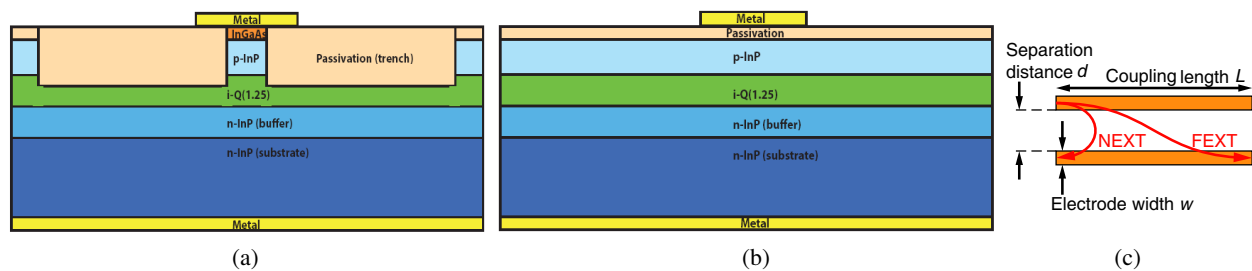 Metal
InGaAs
p-InP
Passivation (trench)
i-Q(1.25)
n-InP (buffer)
n-InP (substrate)
Metal
(a)
Metal
Passivation
p-InP
i-Q(1.25)
n-InP (buffer)
n-InP (substrate)
Metal
(b)
Separation
distance d
Coupling length L
NEXT
FEXT
Electrode width w
(c)